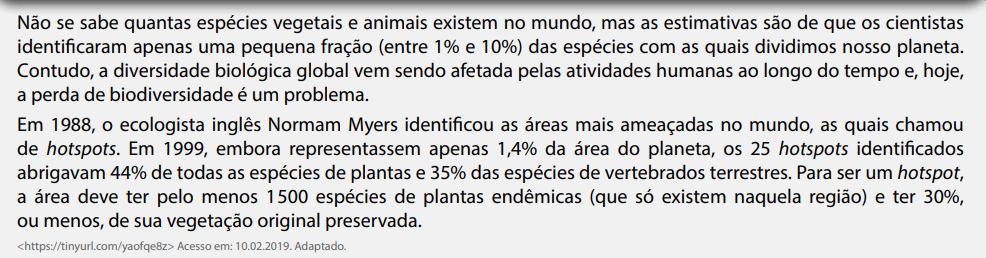 Não se sabe quantas espécies vegetais e animais existem no mundo, mas as estimativas são de que os cientistas
identificaram apenas uma pequena fração (entre 1% e 10%) das espécies com as quais dividimos nosso planeta.
Contudo, a diversidade biológica global vem sendo afetada pelas atividades humanas ao longo do tempo e, hoje,
a perda de biodiversidade é um problema.
Em 1988, o ecologista inglês Normam Myers identificou as áreas mais ameaçadas no mundo, as quais chamou
de hotspots. Em 1999, embora representassem apenas 1,4% da área do planeta, os 25 hotspots identificados
abrigavam 44% de todas as espécies de plantas e 35% das espécies de vertebrados terrestres. Para ser um hotspot,
a área deve ter pelo menos 1 500 espécies de plantas endêmicas (que só existem naquela região) e ter 30%,
ou menos, de sua vegetação original preservada.
<https://tinyurl.com/yaofqe8z> Acesso em: 10.02.2019. Adaptado.